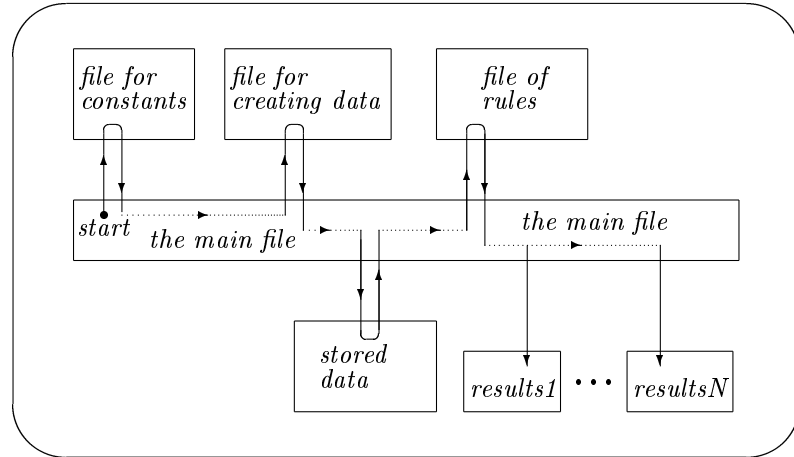 file for
constants
file for
creating data
file of
rules
start
the main file
the main file
stored
data
results1
•••
resultsN